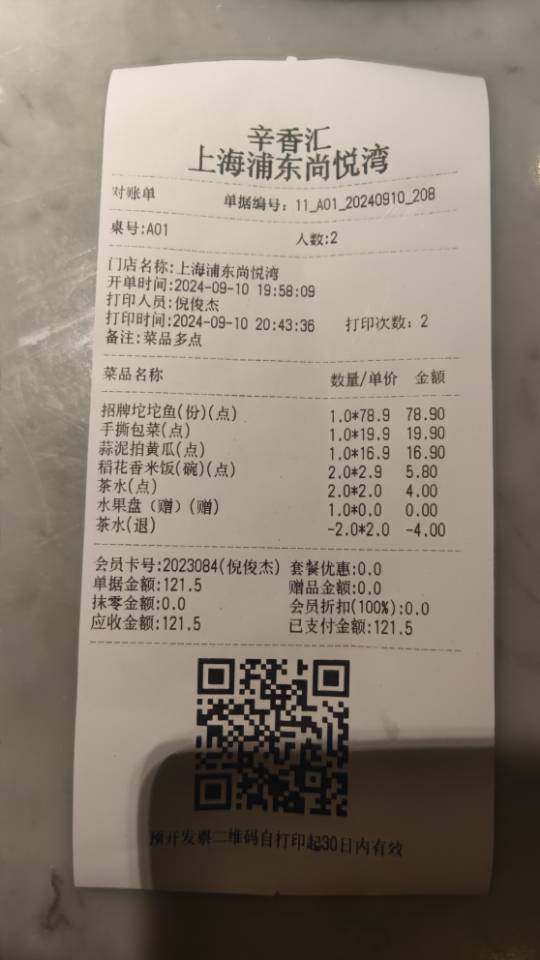 辛香汇
上海浦东尚悦湾
对账单 单据编号: 11_A01_20240910_208
桌号:A01 人数:2
门店名称:上海浦东尚悦湾
开单时间:2024-09-10 19:58:09
打印人员:倪俊杰
打印时间:2024-09-10 20:43:36 打印次数: 2
备注:菜品多点
菜品名称 数量/单价 金额
招牌坨坨鱼(份)(点) 1.0*78.9 78.90
手撕包菜(点) 1.0*19.9 19.90
蒜泥拍黄瓜(点) 1.0*16.9 16.90
稻花香米饭(碗)(点) 2.0*2.9 5.80
茶水(点) 2.0*2.0 4.00
水果盘（赠）(赠) 1.0*0.0 0.00
茶水(退) -2.0*2.0 -4.00
会员卡号:2023084(倪俊杰) 套餐优惠:0.0
单据金额:121.5 赠品金额:0.0
抹零金额:0.0 会员折扣(100%):0.0
应收金额:121.5 已支付金额:121.5
预开发票二维码自打印起30日内有效